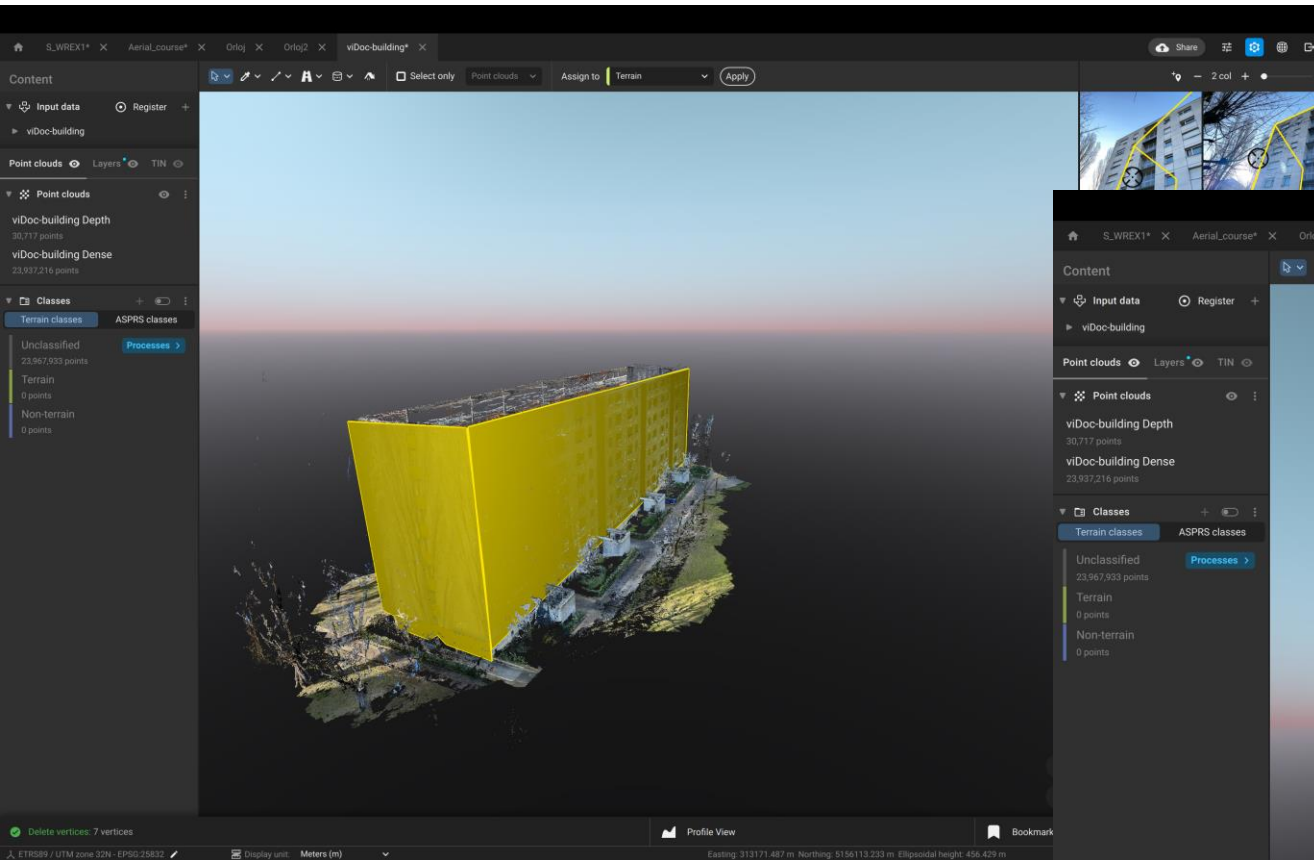 S_WREX1* Aerial_course* Orloj Orloj2 viDoc-building* Share
Content Select only Point clouds Assign to Terrain Apply 2 col
Input data Register
viDoc-building
Point clouds Layers TIN
Point clouds
viDoc-building Depth
30,717 points
viDoc-building Dense
23,937,216 points
Classes
Terrain classes ASPRS classes
Unclassified Processes
23,967,933 points
Terrain
0 points
Non-terrain
0 points
Delete vertices: 7 vertices Profile View Bookmark
ETRS89 / UTM zone 32N - EPSG:25832 Display unit: Meters (m) Easting: 313171.487 m Northing: 5156113.233 m Ellipsoidal height: 456.429 m
S_WREX1* Aerial_course*
Content
Input data Register
viDoc-building
Point clouds Layers TIN
Point clouds
viDoc-building Depth
30,717 points
viDoc-building Dense
23,937,216 points
Classes
Terrain classes ASPRS classes
Unclassified Processes
23,967,933 points
Terrain
0 points
Non-terrain
0 points